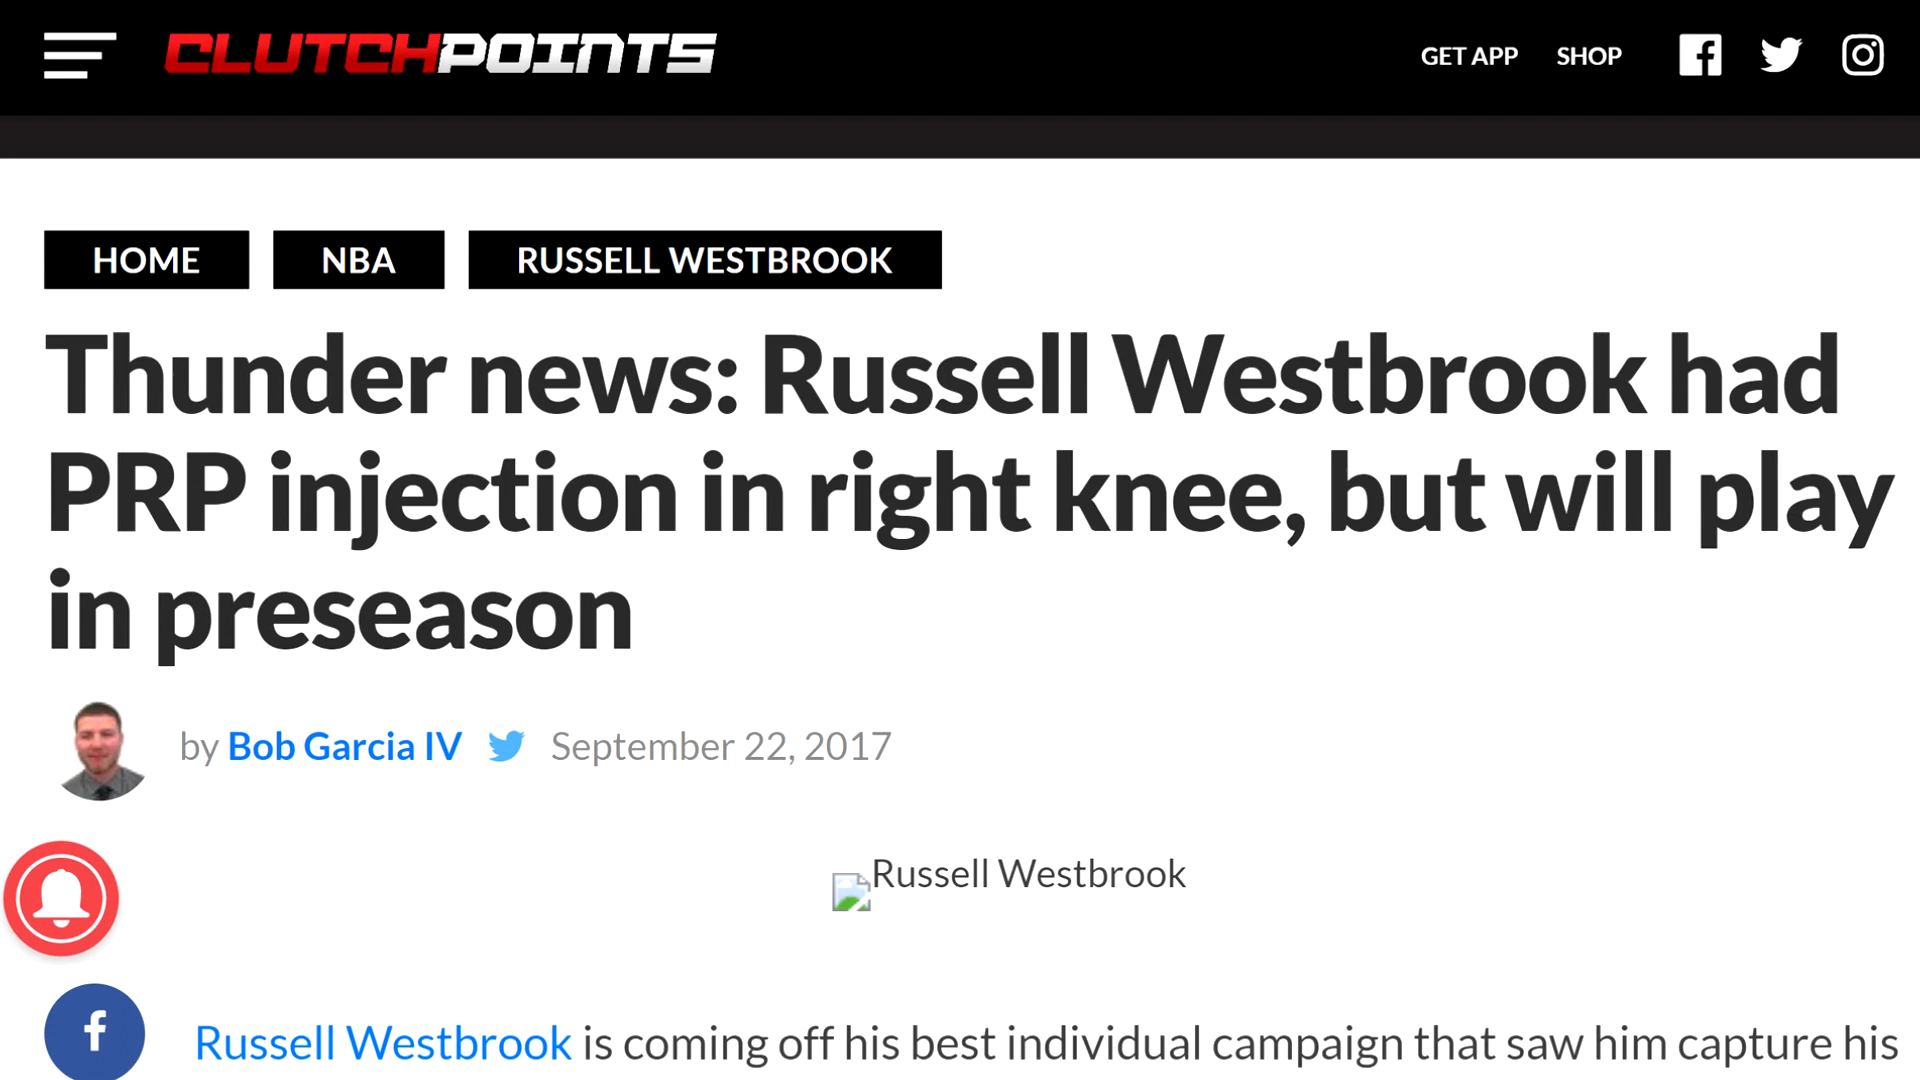 CLUTCHPOINTS
GET APP SHOP
HOME NBA RUSSELL WESTBROOK
Thunder news: Russell Westbrook had
PRP injection in right knee, but will play
in preseason
by Bob Garcia IV September 22, 2017
Russell Westbrook
Russell Westbrook is coming off his best individual campaign that saw him capture his